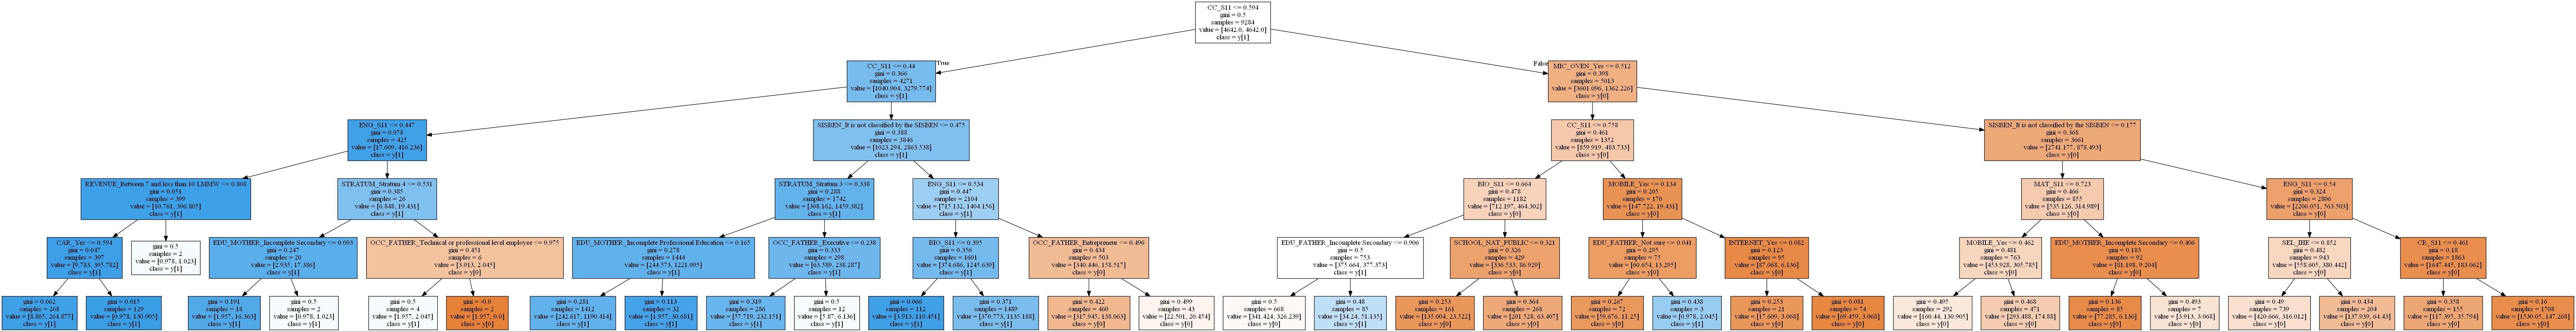 CC_S11 <= 0.594
gini = 0.5
samples = 9284
value = [4642.0, 4642.0]
class = y[1]
True
False
CC_S11 <= 0.44
gini = 0.366
samples = 4271
value = [1040.904, 3279.774]
class = y[1]
MIC_OVEN_Yes <= 0.512
gini = 0.398
samples = 5013
value = [3601.096, 1362.226]
class = y[0]
ENG_S11 <= 0.447
gini = 0.078
samples = 425
value = [17.609, 416.236]
class = y[1]
SISBEN_It is not classified by the SISBEN <= 0.475
gini = 0.388
samples = 3846
value = [1023.294, 2863.538]
class = y[1]
CC_S11 <= 0.758
gini = 0.461
samples = 1352
value = [859.919, 483.733]
class = y[0]
SISBEN_It is not classified by the SISBEN <= 0.177
gini = 0.368
samples = 3661
value = [2741.177, 878.493]
class = y[0]
REVENUE_Between 7 and less than 10 LMMW <= 0.808
gini = 0.051
samples = 399
value = [10.761, 396.805]
class = y[1]
STRATUM_Stratum 4 <= 0.531
gini = 0.385
samples = 26
value = [6.848, 19.431]
class = y[1]
STRATUM_Stratum 3 <= 0.338
gini = 0.288
samples = 1742
value = [308.162, 1459.382]
class = y[1]
ENG_S11 <= 0.534
gini = 0.447
samples = 2104
value = [715.132, 1404.156]
class = y[1]
BIO_S11 <= 0.664
gini = 0.478
samples = 1182
value = [712.197, 464.302]
class = y[0]
MOBILE_Yes <= 0.134
gini = 0.205
samples = 170
value = [147.722, 19.431]
class = y[0]
MAT_S11 <= 0.723
gini = 0.466
samples = 855
value = [535.126, 314.989]
class = y[0]
ENG_S11 <= 0.54
gini = 0.324
samples = 2806
value = [2206.051, 563.503]
class = y[0]
CAR_Yes <= 0.594
gini = 0.047
samples = 397
value = [9.783, 395.782]
class = y[1]
gini = 0.5
samples = 2
value = [0.978, 1.023]
class = y[1]
EDU_MOTHER_Incomplete Secondary <= 0.093
gini = 0.247
samples = 20
value = [2.935, 17.386]
class = y[1]
OCC_FATHER_Technical or professional level employee <= 0.975
gini = 0.451
samples = 6
value = [3.913, 2.045]
class = y[0]
EDU_MOTHER_Incomplete Professional Education <= 0.165
gini = 0.278
samples = 1444
value = [244.573, 1221.095]
class = y[1]
OCC_FATHER_Executive <= 0.238
gini = 0.333
samples = 298
value = [63.589, 238.287]
class = y[1]
BIO_S11 <= 0.395
gini = 0.356
samples = 1601
value = [374.686, 1245.639]
class = y[1]
OCC_FATHER_Entrepreneur <= 0.496
gini = 0.434
samples = 503
value = [340.446, 158.517]
class = y[0]
EDU_FATHER_Incomplete Secondary <= 0.906
gini = 0.5
samples = 753
value = [375.664, 377.373]
class = y[1]
SCHOOL_NAT_PUBLIC <= 0.321
gini = 0.326
samples = 429
value = [336.533, 86.929]
class = y[0]
EDU_FATHER_Not sure <= 0.041
gini = 0.295
samples = 75
value = [60.654, 13.295]
class = y[0]
INTERNET_Yes <= 0.082
gini = 0.123
samples = 95
value = [87.068, 6.136]
class = y[0]
MOBILE_Yes <= 0.462
gini = 0.481
samples = 763
value = [453.928, 305.785]
class = y[0]
EDU_MOTHER_Incomplete Secondary <= 0.406
gini = 0.183
samples = 92
value = [81.198, 9.204]
class = y[0]
SEL_IHE <= 0.852
gini = 0.482
samples = 943
value = [558.605, 380.442]
class = y[0]
CR_S11 <= 0.461
gini = 0.18
samples = 1863
value = [1647.445, 183.062]
class = y[0]
gini = 0.062
samples = 268
value = [8.805, 264.877]
class = y[1]
gini = 0.015
samples = 129
value = [0.978, 130.905]
class = y[1]
gini = 0.191
samples = 18
value = [1.957, 16.363]
class = y[1]
gini = 0.5
samples = 2
value = [0.978, 1.023]
class = y[1]
gini = 0.5
samples = 4
value = [1.957, 2.045]
class = y[1]
gini = -0.0
samples = 2
value = [1.957, 0.0]
class = y[0]
gini = 0.281
samples = 1412
value = [242.617, 1190.414]
class = y[1]
gini = 0.113
samples = 32
value = [1.957, 30.681]
class = y[1]
gini = 0.319
samples = 286
value = [57.719, 232.151]
class = y[1]
gini = 0.5
samples = 12
value = [5.87, 6.136]
class = y[1]
gini = 0.066
samples = 112
value = [3.913, 110.451]
class = y[1]
gini = 0.371
samples = 1489
value = [370.773, 1135.188]
class = y[1]
gini = 0.422
samples = 460
value = [317.945, 138.063]
class = y[0]
gini = 0.499
samples = 43
value = [22.501, 20.454]
class = y[0]
gini = 0.5
samples = 668
value = [341.424, 326.239]
class = y[0]
gini = 0.48
samples = 85
value = [34.24, 51.135]
class = y[1]
gini = 0.253
samples = 161
value = [135.004, 23.522]
class = y[0]
gini = 0.364
samples = 268
value = [201.528, 63.407]
class = y[0]
gini = 0.267
samples = 72
value = [59.676, 11.25]
class = y[0]
gini = 0.438
samples = 3
value = [0.978, 2.045]
class = y[1]
gini = 0.253
samples = 21
value = [17.609, 3.068]
class = y[0]
gini = 0.081
samples = 74
value = [69.459, 3.068]
class = y[0]
gini = 0.495
samples = 292
value = [160.44, 130.905]
class = y[0]
gini = 0.468
samples = 471
value = [293.488, 174.88]
class = y[0]
gini = 0.136
samples = 85
value = [77.285, 6.136]
class = y[0]
gini = 0.493
samples = 7
value = [3.913, 3.068]
class = y[0]
gini = 0.49
samples = 739
value = [420.666, 316.012]
class = y[0]
gini = 0.434
samples = 204
value = [137.939, 64.43]
class = y[0]
gini = 0.358
samples = 155
value = [117.395, 35.794]
class = y[0]
gini = 0.16
samples = 1708
value = [1530.05, 147.268]
class = y[0]